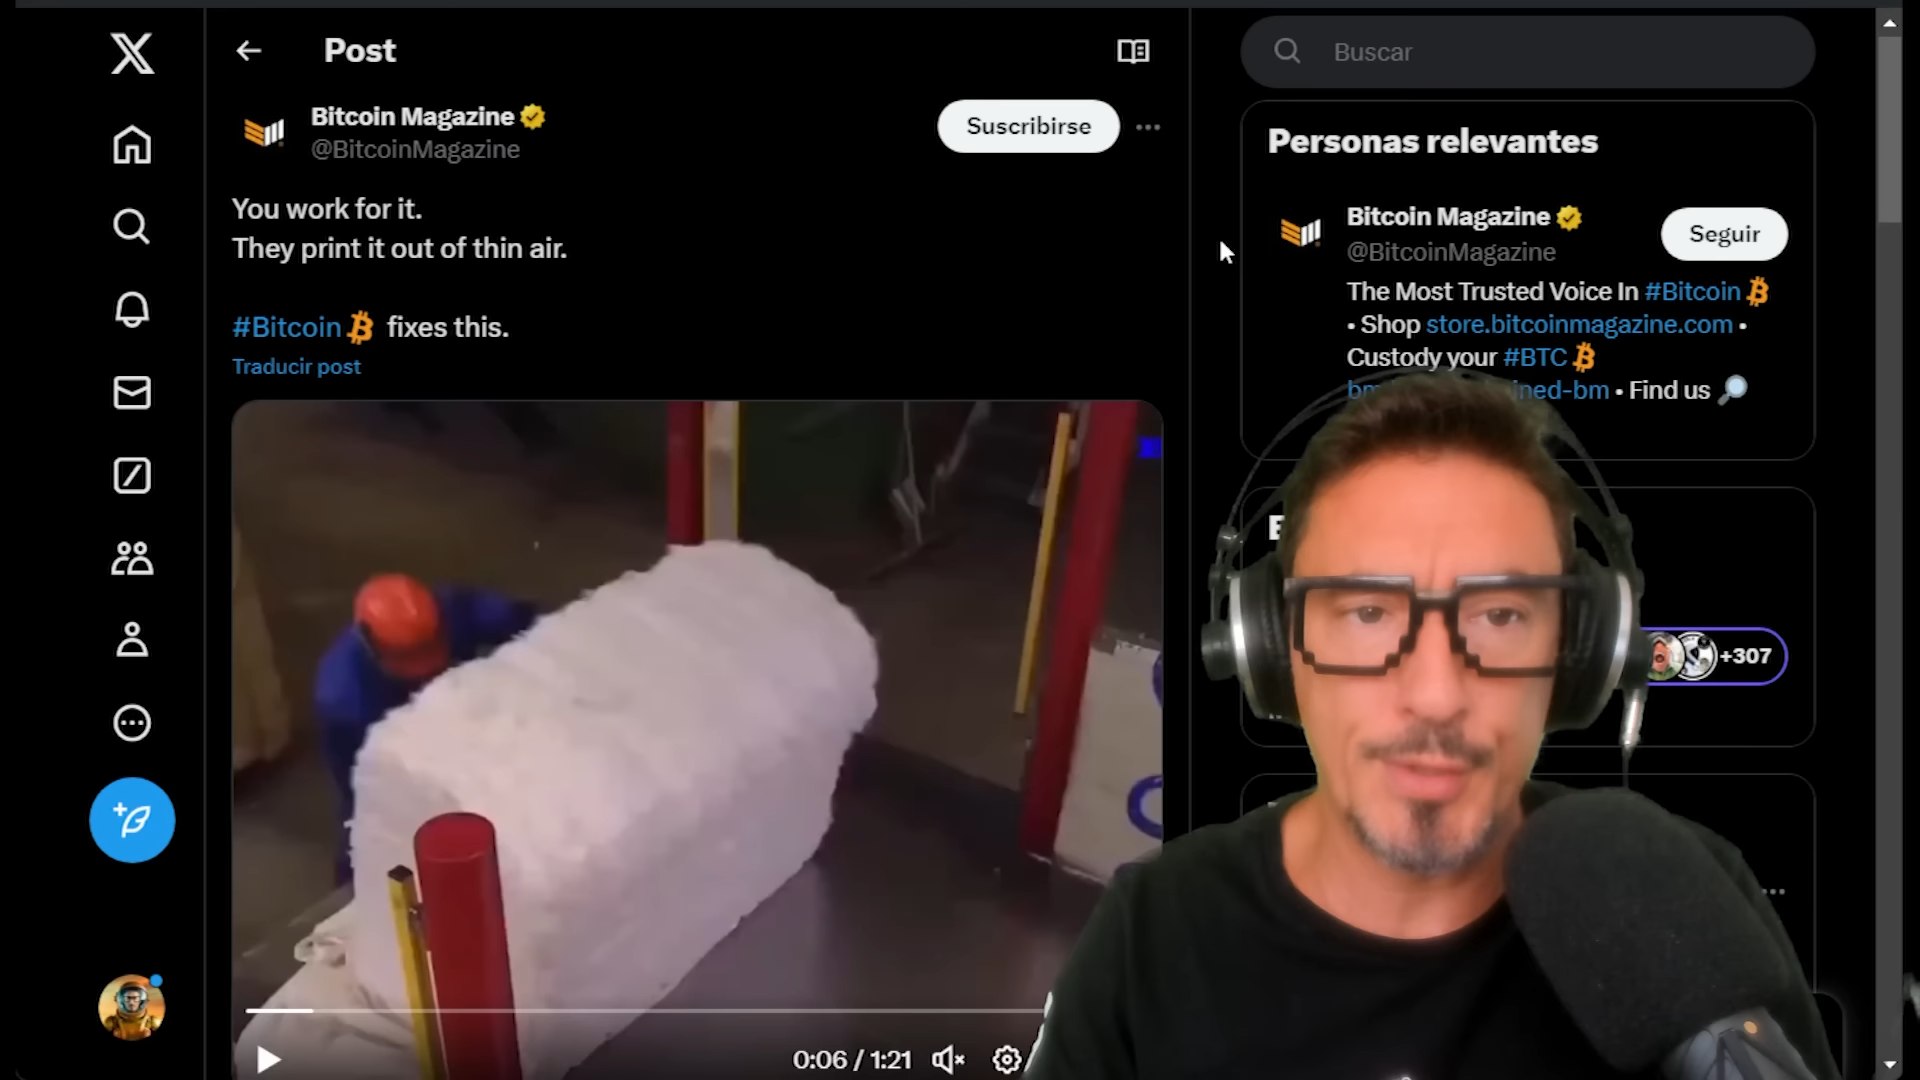 Post
Buscar
Bitcoin Magazine
@BitcoinMagazine
Suscribirse
You work for it.
They print it out of thin air.
#Bitcoin fixes this.
Traducir post
0:06 / 1:21
Personas relevantes
Bitcoin Magazine
@BitcoinMagazine
Seguir
The Most Trusted Voice In #Bitcoin
• Shop store.bitcoinmagazine.com •
Custody your #BTC
ined-bm • Find us
+307